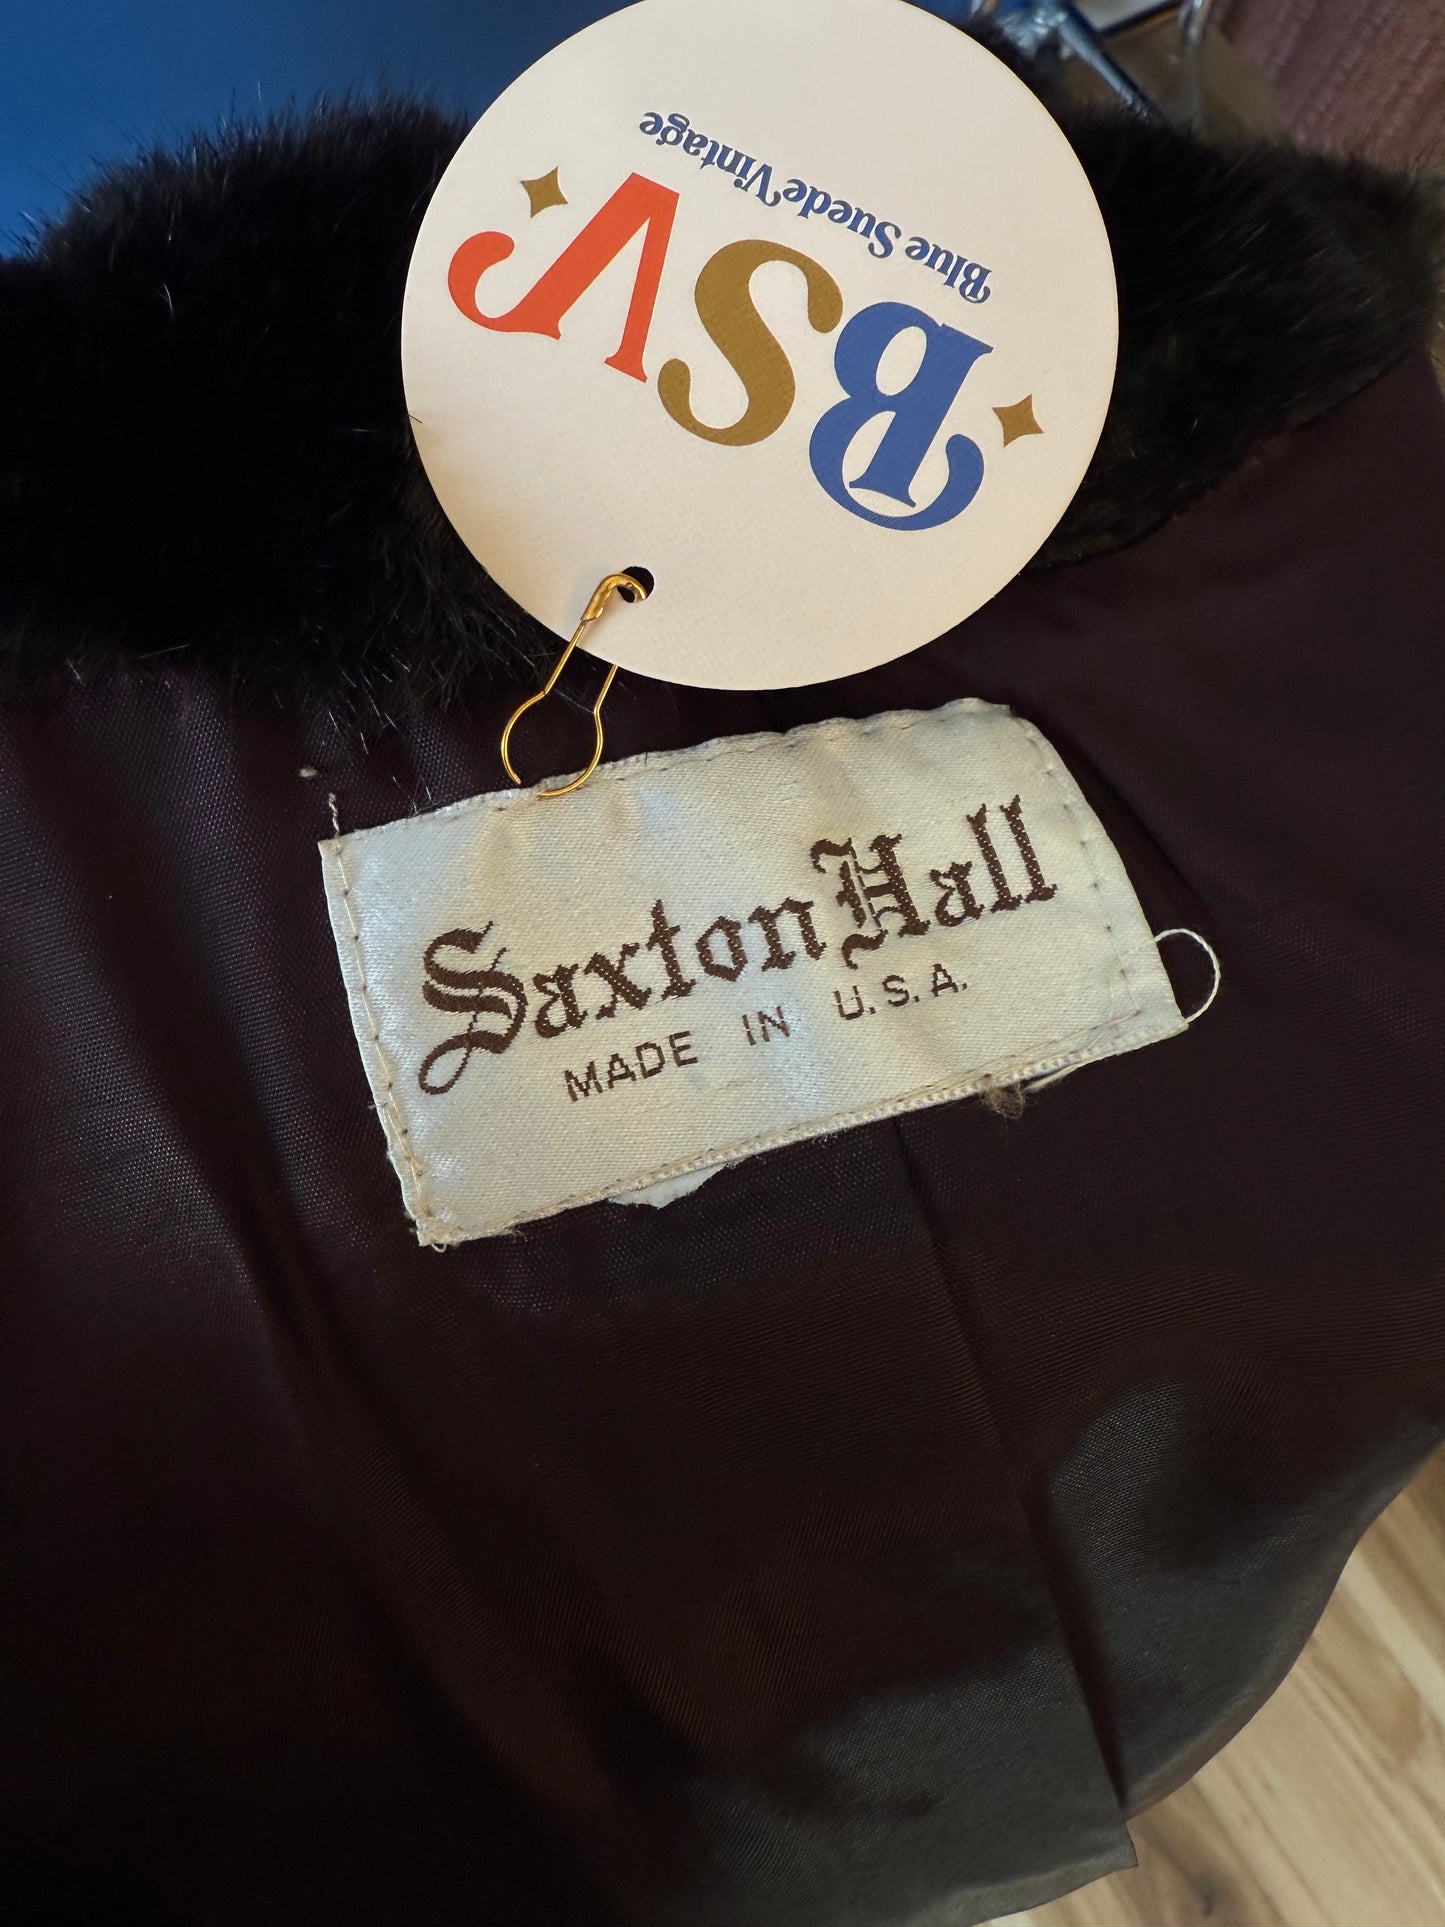 BSV
Blue Suede Vintage
Saxton Hall
MADE IN U.S.A.